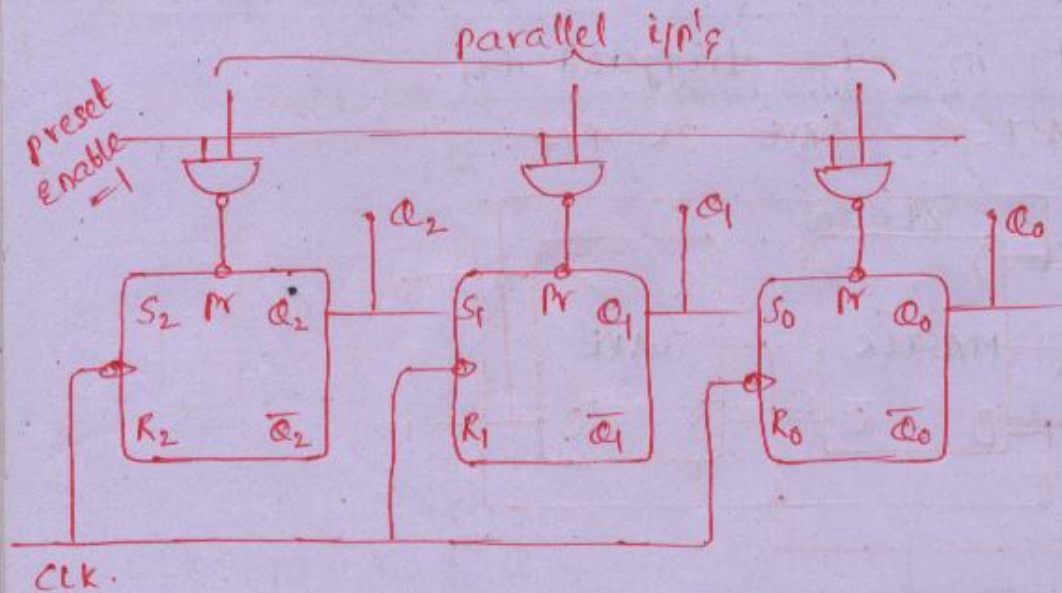 parallel i/p's
preset
enable
=1
Q₂
Q₁
Q₀
S₂ Pr Q₂
S₁ Pr Q₁
S₀ Pr Q₀
R₂ Q̅₂
R₁ Q̅₁
R₀ Q̅₀
CLK.